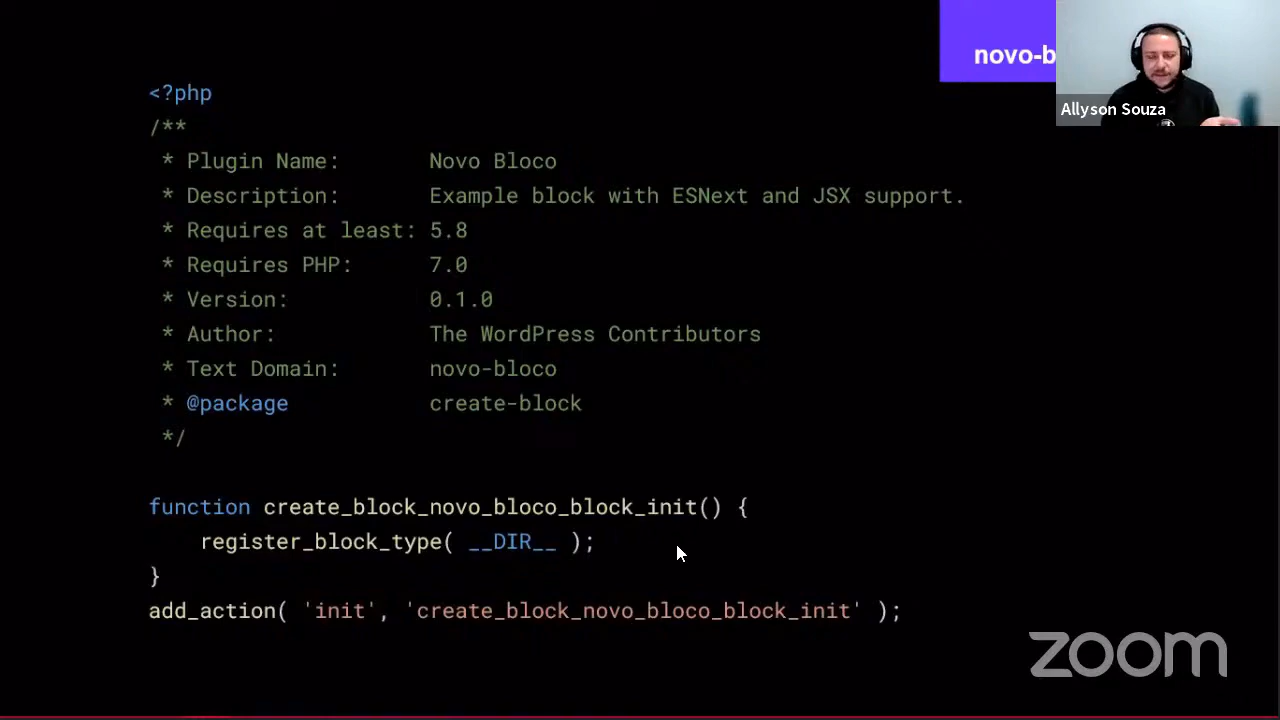 novo-b
Allyson Souza
<?php
/**
* Plugin Name: Novo Bloco
* Description: Example block with ESNext and JSX support.
* Requires at least: 5.8
* Requires PHP: 7.0
* Version: 0.1.0
* Author: The WordPress Contributors
* Text Domain: novo-bloco
* @package create-block
*/
function create_block_novo_bloco_block_init() {
register_block_type( __DIR__ );
}
add_action( 'init', 'create_block_novo_bloco_block_init' );
zoom